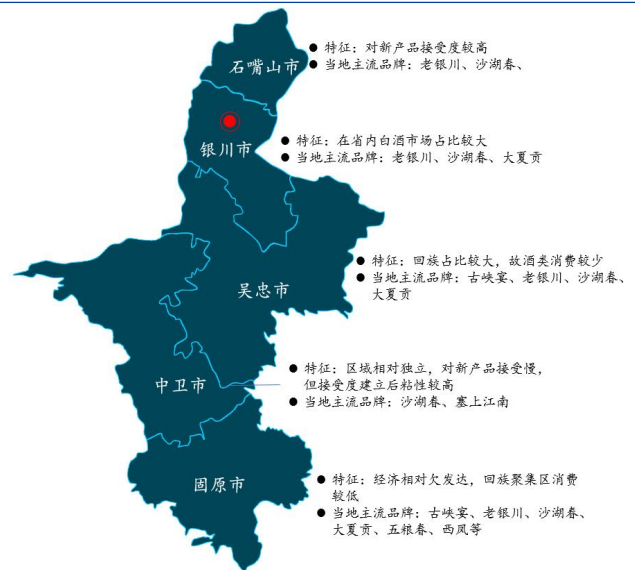 ● 特征：对新产品接受度较高
● 当地主流品牌：老银川、沙湖春、
石嘴山市
● 特征：在省内白酒市场占比较大
● 当地主流品牌：老银川、沙湖春、大夏贡
银川市
● 特征：回族占比较大，故酒类消费较少
● 当地主流品牌：古峡宴、老银川、沙湖春、
大夏贡
吴忠市
● 特征：区域相对独立，对新产品接受慢，
但接受度建立后粘性较高
● 当地主流品牌：沙湖春、塞上江南
中卫市
● 特征：经济相对欠发达，回族聚集区消费
较低
● 当地主流品牌：古峡宴、老银川、沙湖春、
大夏贡、五粮春、西凤等
固原市